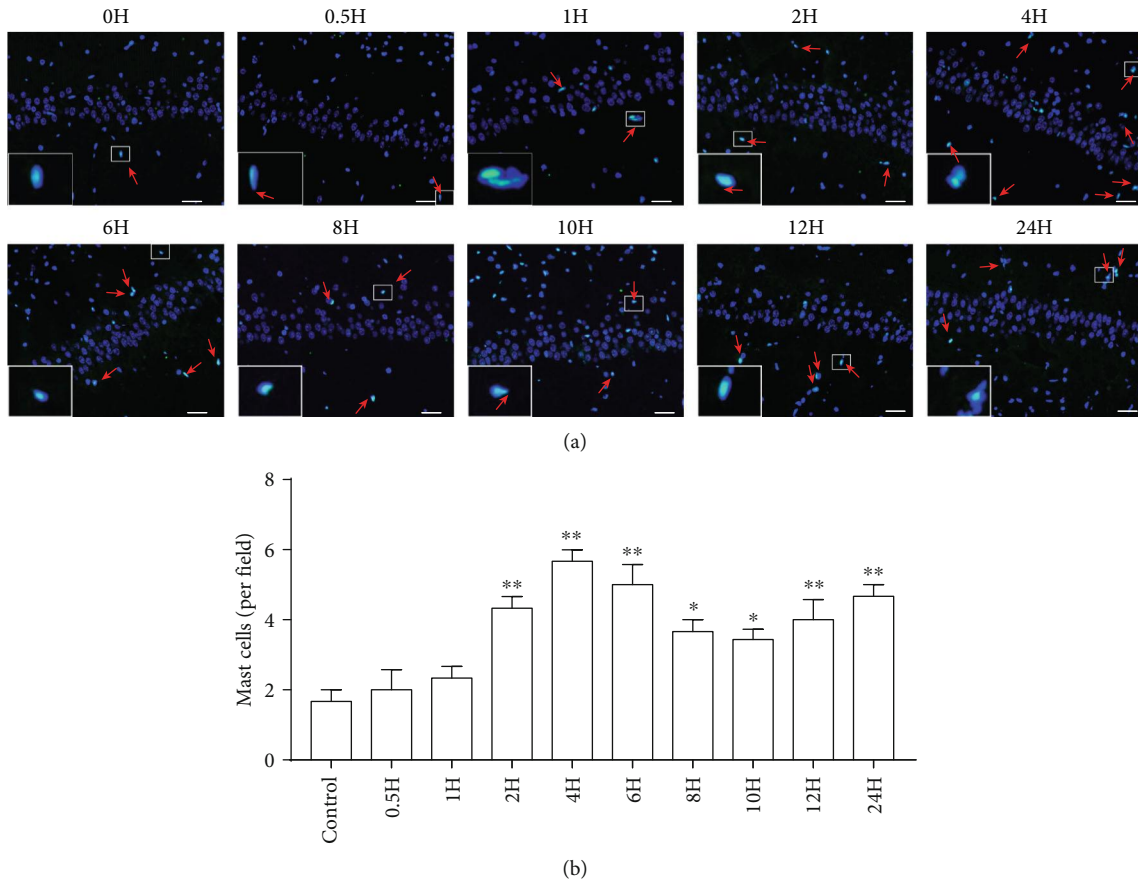 0H 0.5H 1H 2H 4H
6H 8H 10H 12H 24H
(a)
8
6
4
2
0
Mast cells (per field)
** ** ** * * ** **
Control 0.5H 1H 2H 4H 6H 8H 10H 12H 24H
(b)